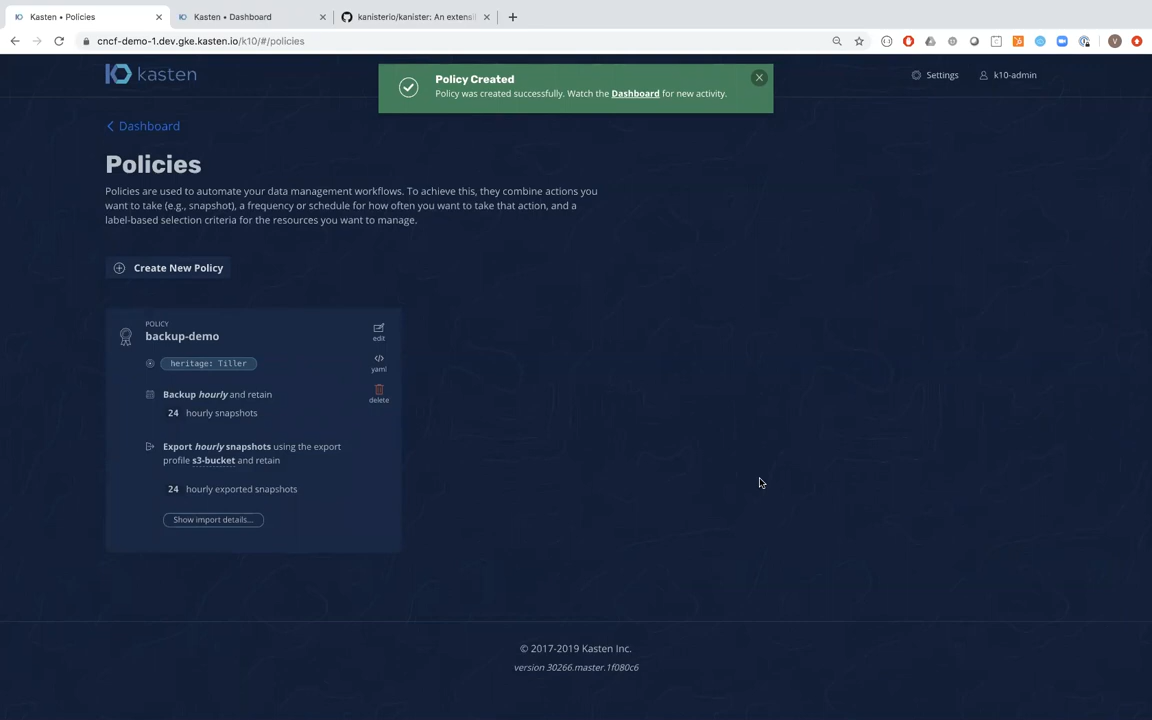 Kasten • Policies
Kasten • Dashboard
kanisterio/kanister: An extensi
cncf-demo-1.dev.gke.kasten.io/k10/#/policies
V
kasten
Policy Created
Policy was created successfully. Watch the Dashboard for new activity.
Settings
k10-admin
Dashboard
Policies
Policies are used to automate your data management workflows. To achieve this, they combine actions you
want to take (e.g., snapshot), a frequency or schedule for how often you want to take that action, and a
label-based selection criteria for the resources you want to manage.
Create New Policy
POLICY
backup-demo
edit
heritage: Tiller
yaml
Backup hourly and retain
delete
24 hourly snapshots
Export hourly snapshots using the export
profile s3-bucket and retain
24 hourly exported snapshots
Show import details...
© 2017-2019 Kasten Inc.
version 30266.master.1f080c6